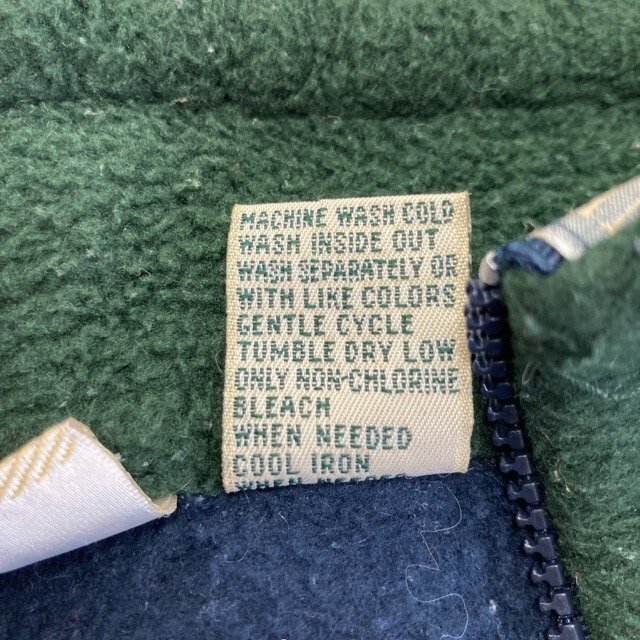 MACHINE WASH COLD
WASH INSIDE OUT
WASH SEPARATELY OR
WITH LIKE COLORS
GENTLE CYCLE
TUMBLE DRY LOW
ONLY NON-CHLORINE
BLEACH
WHEN NEEDED
COOL IRON